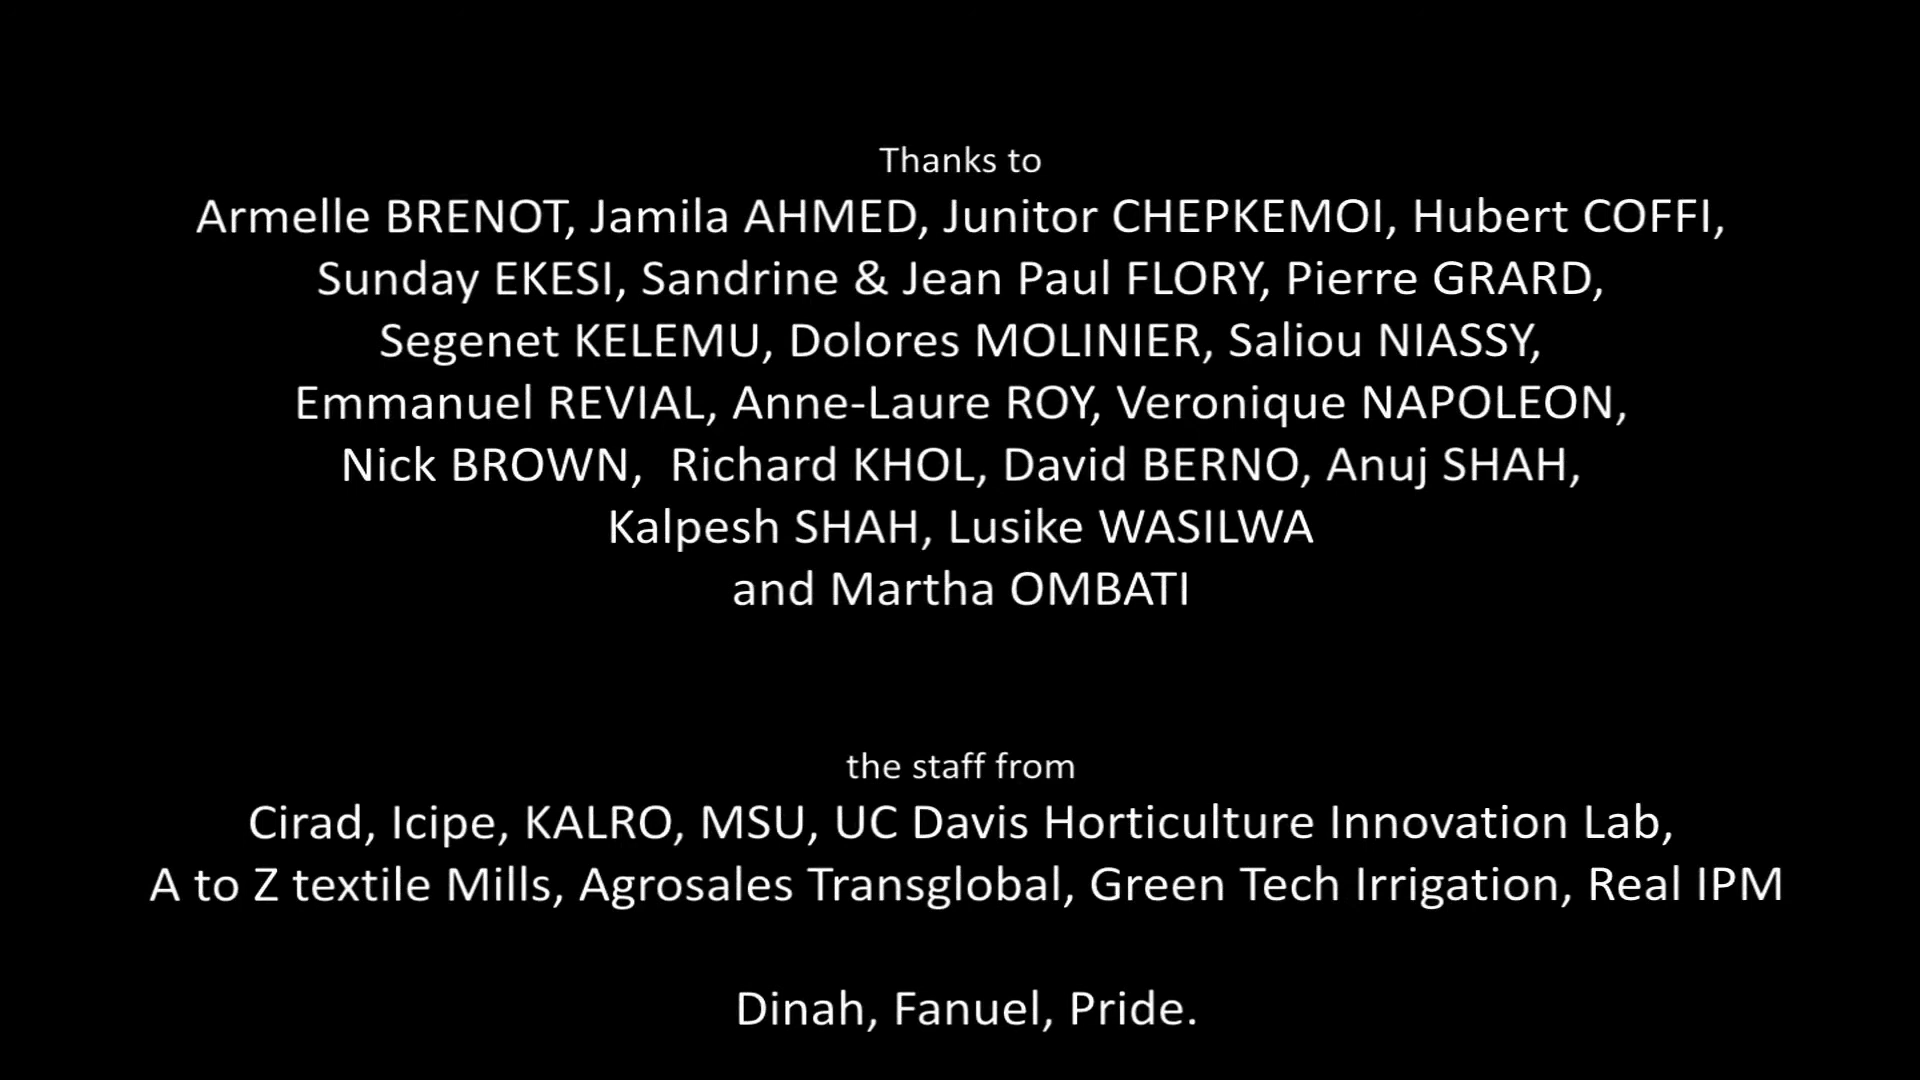 Thanks to
Armelle BRENOT, Jamila AHMED, Junitor CHEPKEMOI, Hubert COFFI,
Sunday EKESI, Sandrine & Jean Paul FLORY, Pierre GRARD,
Segenet KELEMU, Dolores MOLINIER, Saliou NIASSY,
Emmanuel REVIAL, Anne-Laure ROY, Veronique NAPOLEON,
Nick BROWN,  Richard KHOL, David BERNO, Anuj SHAH,
Kalpesh SHAH, Lusike WASILWA
and Martha OMBATI
the staff from
Cirad, Icipe, KALRO, MSU, UC Davis Horticulture Innovation Lab,
A to Z textile Mills, Agrosales Transglobal, Green Tech Irrigation, Real IPM
Dinah, Fanuel, Pride.